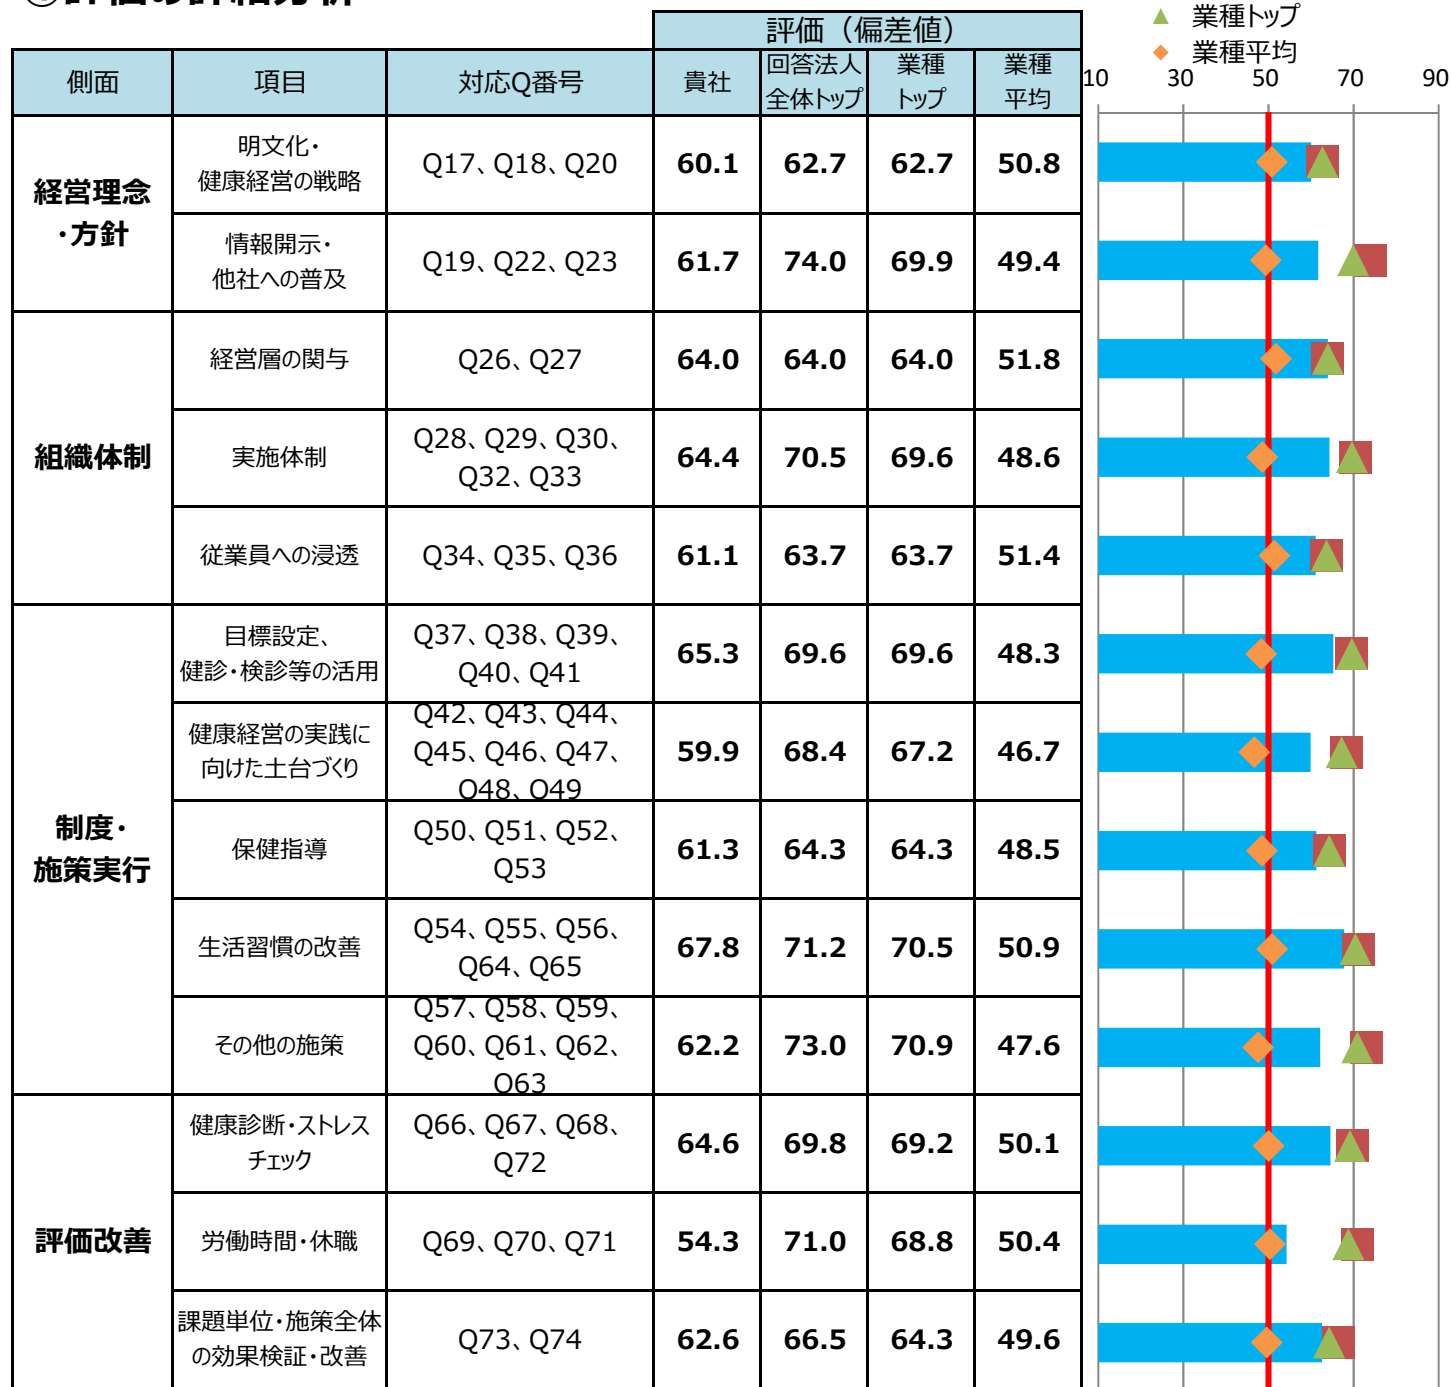 評価（偏差値）
▲ 業種トップ
◆ 業種平均
側面 項目 対応Q番号 貴社 回答法人全体トップ 業種トップ 業種平均
10 30 50 70 90
経営理念・方針
明文化・健康経営の戦略 Q17、Q18、Q20 60.1 62.7 62.7 50.8
情報開示・他社への普及 Q19、Q22、Q23 61.7 74.0 69.9 49.4
組織体制
経営層の関与 Q26、Q27 64.0 64.0 64.0 51.8
実施体制 Q28、Q29、Q30、Q32、Q33 64.4 70.5 69.6 48.6
従業員への浸透 Q34、Q35、Q36 61.1 63.7 63.7 51.4
制度・施策実行
目標設定、健診・検診等の活用 Q37、Q38、Q39、Q40、Q41 65.3 69.6 69.6 48.3
健康経営の実践に向けた土台づくり Q42、Q43、Q44、Q45、Q46、Q47、Q48、Q49 59.9 68.4 67.2 46.7
保健指導 Q50、Q51、Q52、Q53 61.3 64.3 64.3 48.5
生活習慣の改善 Q54、Q55、Q56、Q64、Q65 67.8 71.2 70.5 50.9
その他の施策 Q57、Q58、Q59、Q60、Q61、Q62、Q63 62.2 73.0 70.9 47.6
評価改善
健康診断・ストレスチェック Q66、Q67、Q68、Q72 64.6 69.8 69.2 50.1
労働時間・休職 Q69、Q70、Q71 54.3 71.0 68.8 50.4
課題単位・施策全体の効果検証・改善 Q73、Q74 62.6 66.5 64.3 49.6